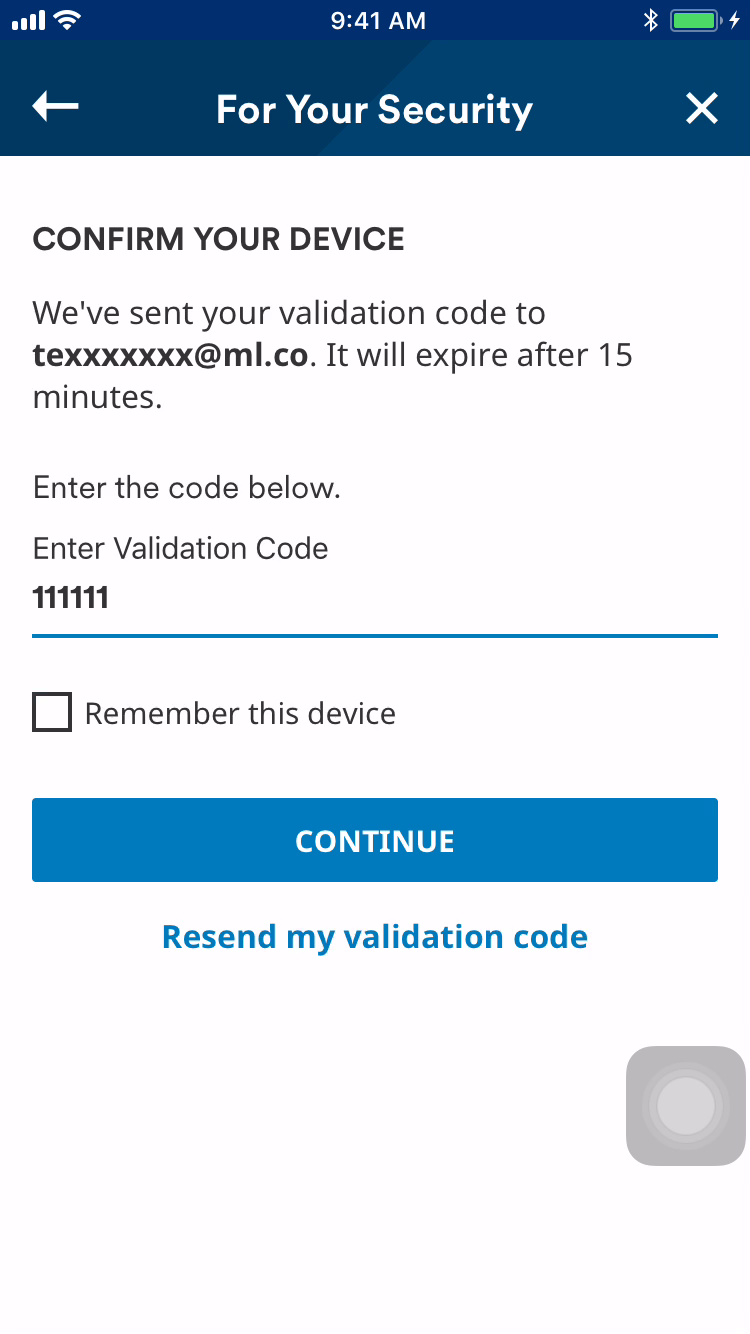 9:41 AM
For Your Security
CONFIRM YOUR DEVICE
We've sent your validation code to
texxxxxxx@ml.co. It will expire after 15
minutes.
Enter the code below.
Enter Validation Code
111111
Remember this device
CONTINUE
Resend my validation code